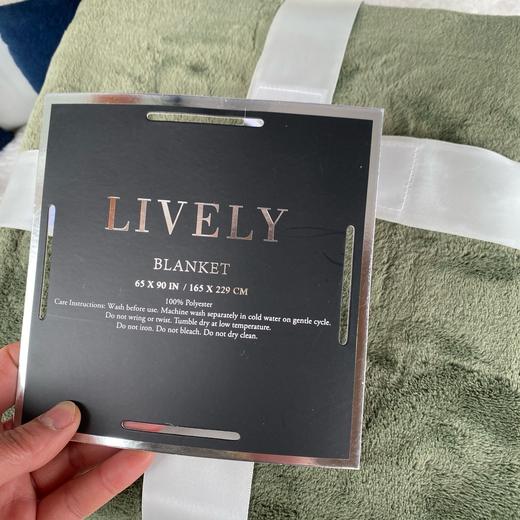 LIVELY
BLANKET
65 X 90 IN / 165 X 229 CM
100% Polyester
Care Instructions: Wash before use. Machine wash separately in cold water on gentle cycle.
Do not wring or twist. Tumble dry at low temperature.
Do not iron. Do not bleach. Do not dry clean.